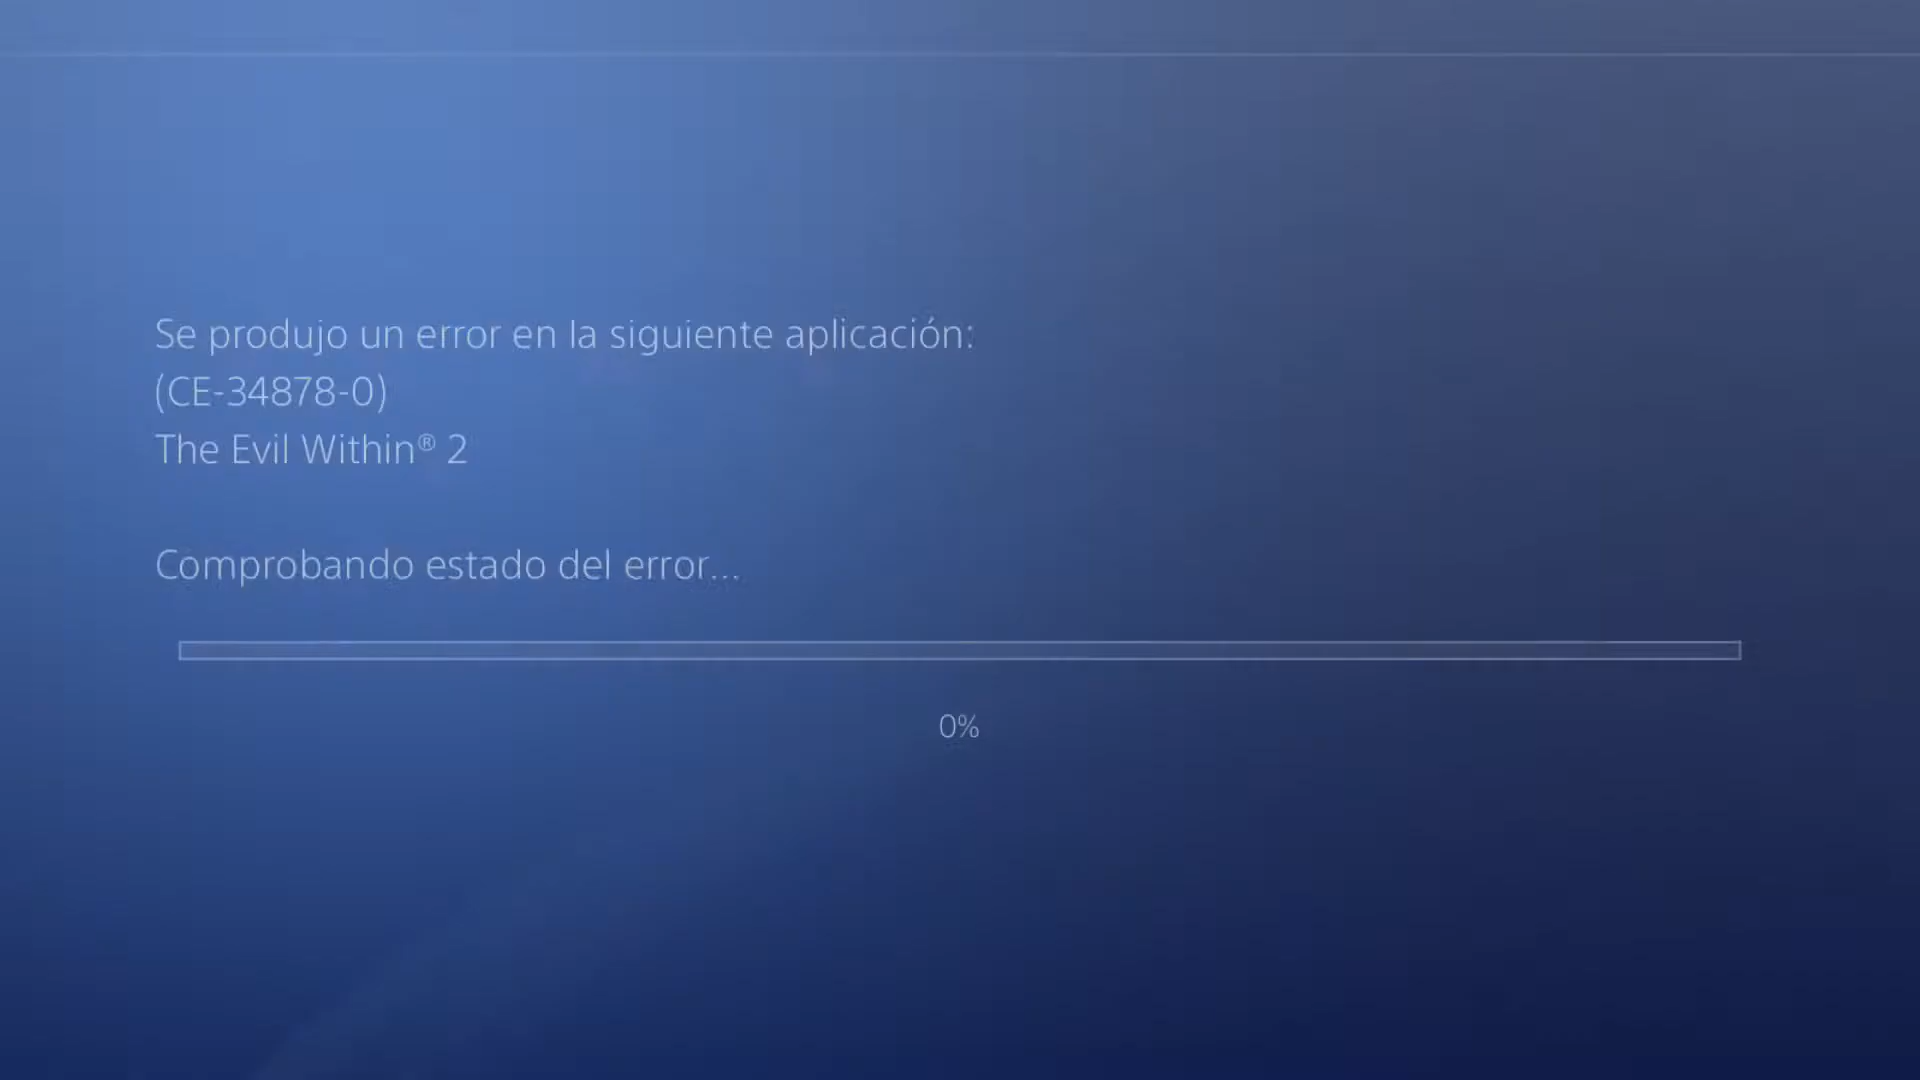 Se produjo un error en la siguiente aplicación:
(CE-34878-0)
The Evil Within® 2
Comprobando estado del error...
0%